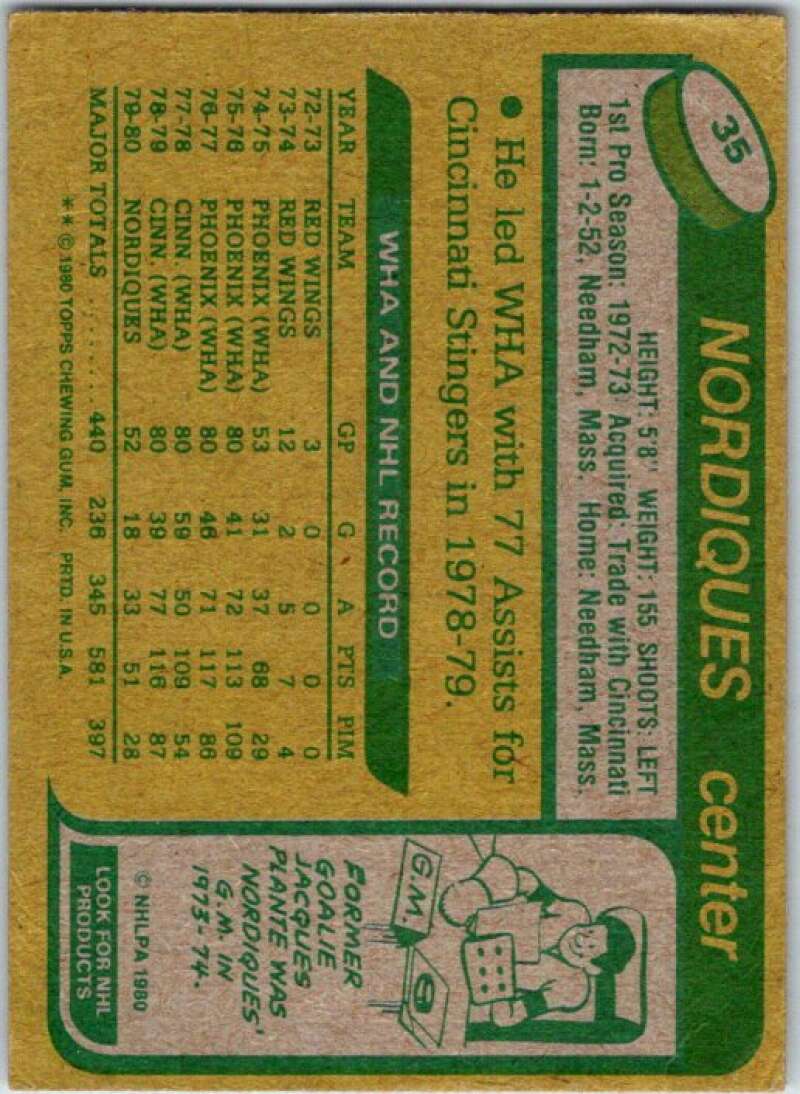 35
NORDIQUES center
HEIGHT: 5'8" WEIGHT: 155 SHOOTS: LEFT
1st Pro Season: 1972-73 Acquired: Trade with Cincinnati
Born: 1-2-52, Needham, Mass. Home: Needham, Mass.
● He led WHA with 77 Assists for
Cincinnati Stingers in 1978-79.
WHA AND NHL RECORD
YEAR TEAM GP G A PTS PIM
72-73 RED WINGS 3 0 0 0 0
73-74 RED WINGS 12 2 5 7 4
74-75 PHOENIX (WHA) 53 31 37 68 29
75-76 PHOENIX (WHA) 80 41 72 113 109
76-77 PHOENIX (WHA) 80 46 71 117 86
77-78 CINN. (WHA) 80 59 50 109 54
78-79 CINN. (WHA) 80 39 77 116 87
79-80 NORDIQUES 52 18 33 51 28
MAJOR TOTALS ........ 440 236 345 581 397
** © 1980 TOPPS CHEWING GUM, INC. PRTD. IN U.S.A.
G.M.
FORMER
GOALIE
JACQUES
PLANTE WAS
NORDIQUES'
G.M. IN
1973-74.
© NHLPA 1980
LOOK FOR NHL
PRODUCTS